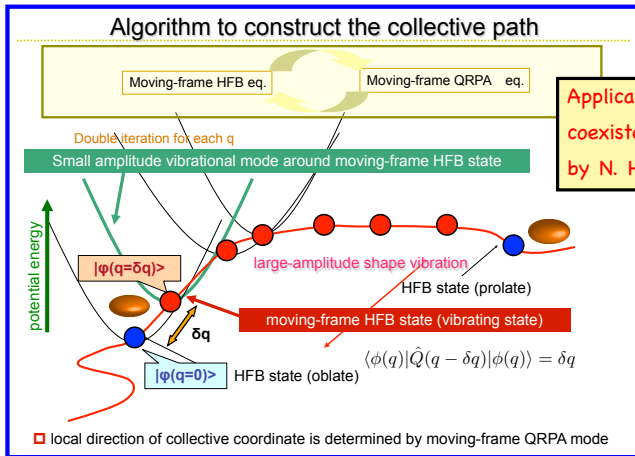 Algorithm to construct the collective path
Moving-frame HFB eq.
Moving-frame QRPA eq.
Double iteration for each q
Small amplitude vibrational mode around moving-frame HFB state
by N. H
potential energy
|φ(q=δq)>
large-amplitude shape vibration
HFB state (prolate)
moving-frame HFB state (vibrating state)
δq
⟨ϕ(q)|Q̂(q − δq)|ϕ(q)⟩ = δq
|φ(q=0)>
HFB state (oblate)
local direction of collective coordinate is determined by moving-frame QRPA mode